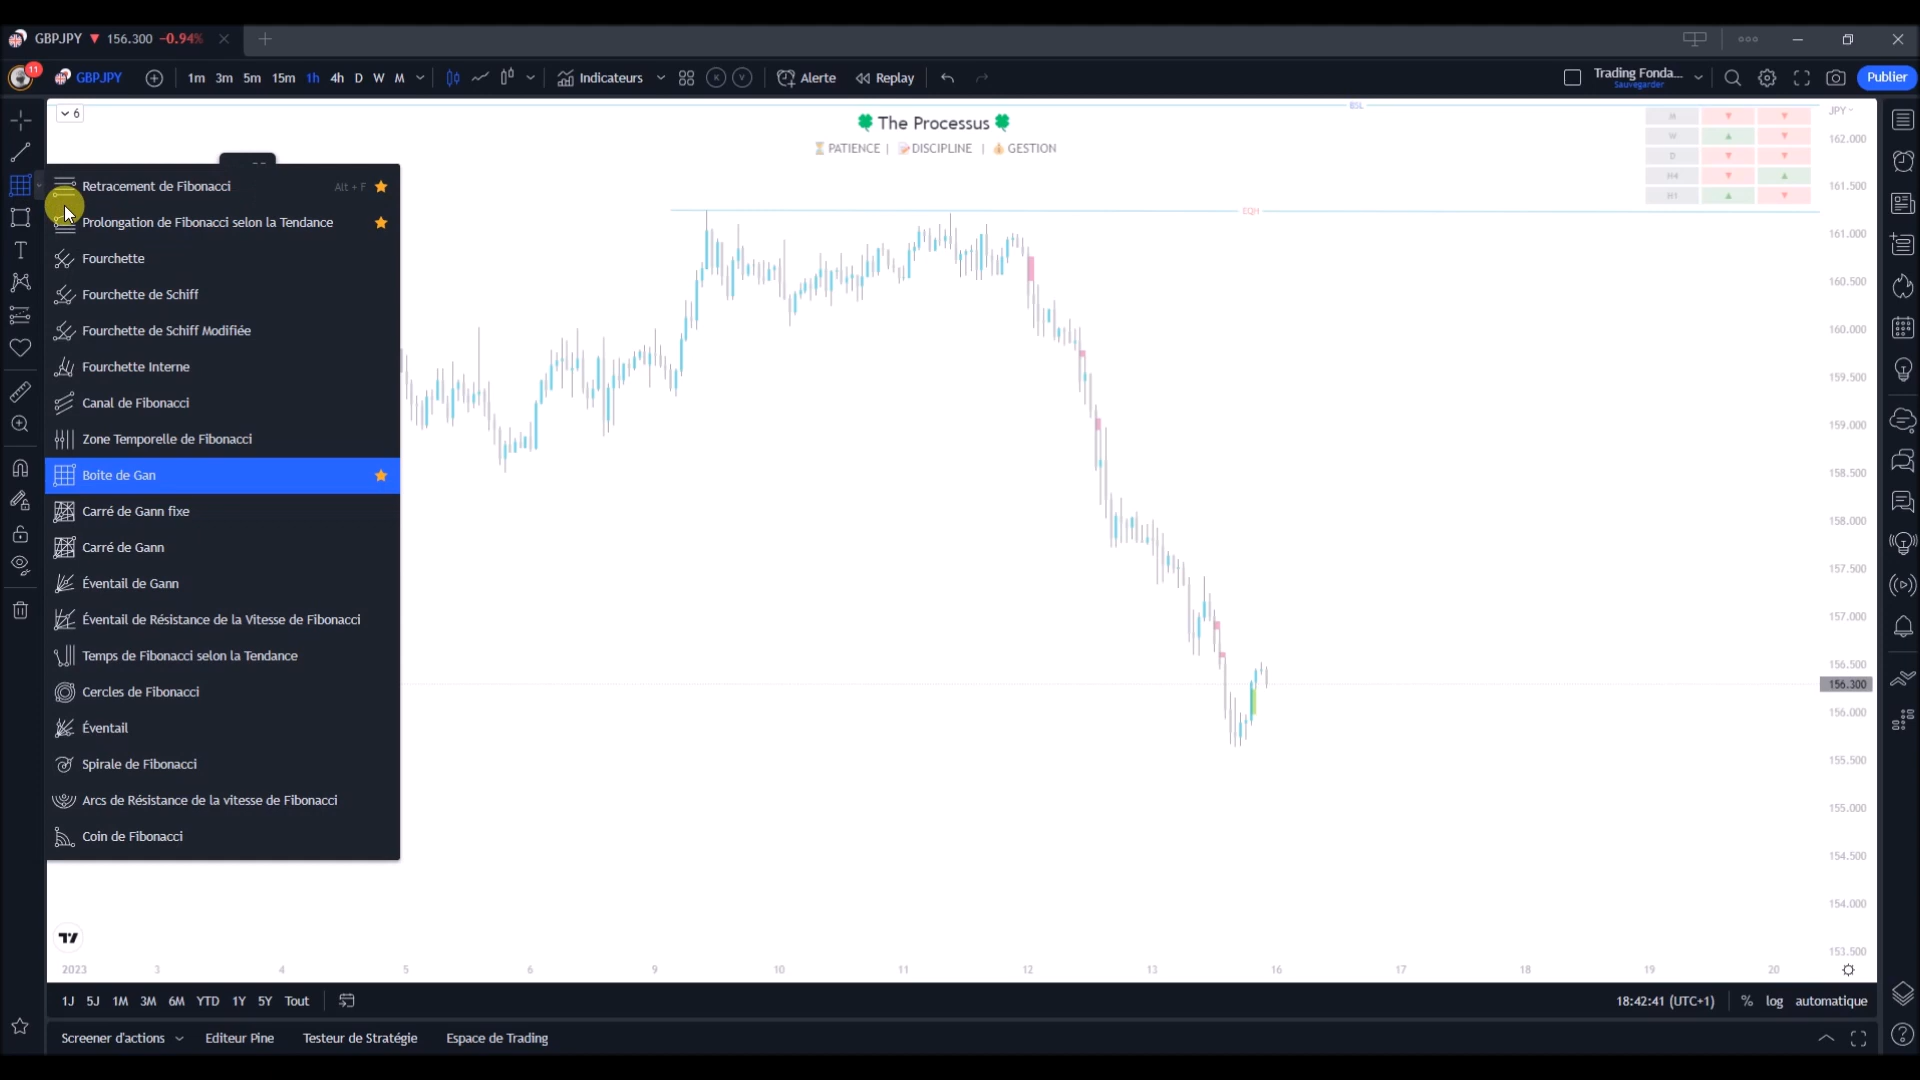 GBPJPY ▼ 156.300 −0.94%
11
GBPJPY 1m 3m 5m 15m 1h 4h D W M Indicateurs K V Alerte Replay Trading Fonda... Publier
Sauvegarder
6
BSL
JPY
🍀 The Processus 🍀
⏳PATIENCE | 📝DISCIPLINE | 💰GESTION
M ▼ ▼
W ▲ ▼
D ▼ ▼
H4 ▼ ▲
H1 ▲ ▼
EQH
Retracement de Fibonacci Alt + F
Prolongation de Fibonacci selon la Tendance
Fourchette
Fourchette de Schiff
Fourchette de Schiff Modifiée
Fourchette Interne
Canal de Fibonacci
Zone Temporelle de Fibonacci
Boite de Gan
Carré de Gann fixe
Carré de Gann
Éventail de Gann
Éventail de Résistance de la Vitesse de Fibonacci
Temps de Fibonacci selon la Tendance
Cercles de Fibonacci
Éventail
Spirale de Fibonacci
Arcs de Résistance de la vitesse de Fibonacci
Coin de Fibonacci
162.000
161.500
161.000
160.500
160.000
159.500
159.000
158.500
158.000
157.500
157.000
156.500
156.300
156.000
155.500
155.000
154.500
154.000
153.500
2023 3 4 5 6 9 10 11 12 13 16 17 18 19 20
1J 5J 1M 3M 6M YTD 1Y 5Y Tout 18:42:41 (UTC+1) % log automatique
Screener d'actions Editeur Pine Testeur de Stratégie Espace de Trading